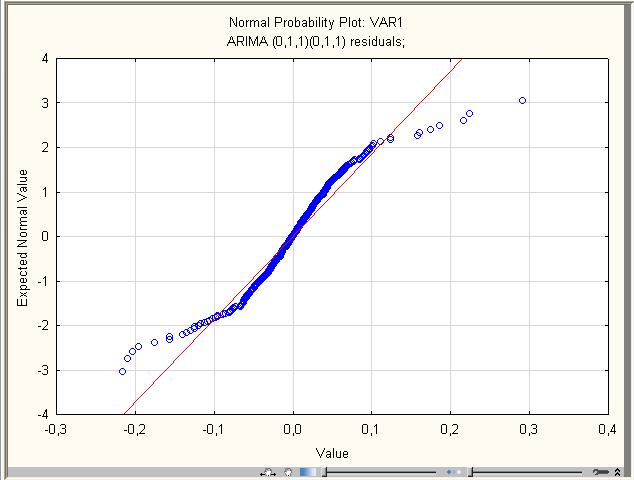 Normal Probability Plot: VAR1
ARIMA (0,1,1)(0,1,1) residuals;
Expected Normal Value
4
3
2
1
0
-1
-2
-3
-4
-0,3 -0,2 -0,1 0,0 0,1 0,2 0,3 0,4
Value